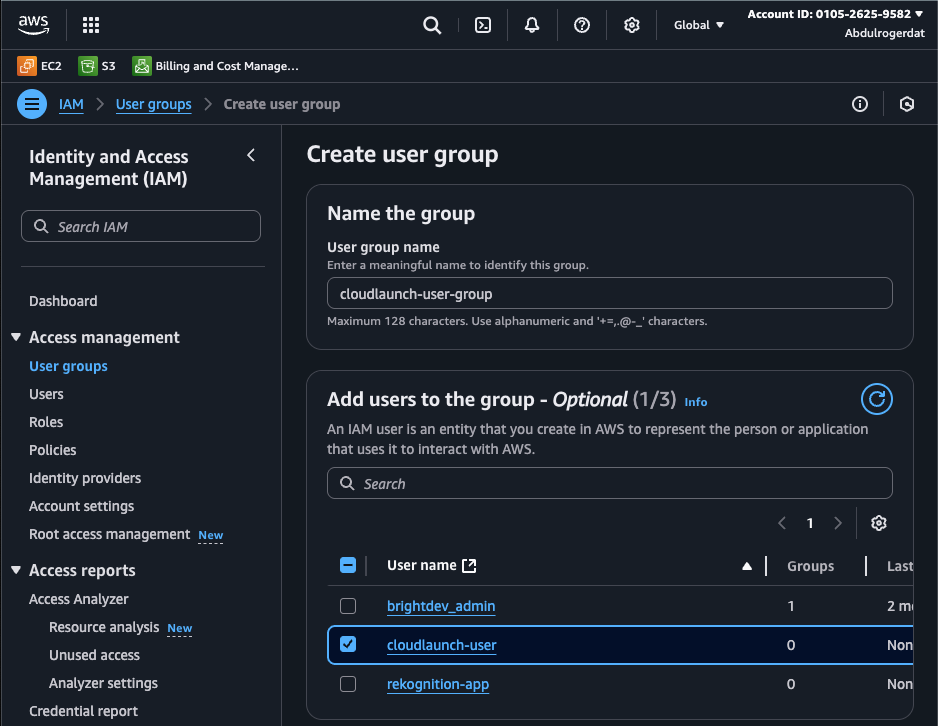 aws
Global
Account ID: 0105-2625-9582
Abdulrogerdat
EC2
S3
Billing and Cost Manage...
IAM
User groups
Create user group
Identity and Access
Management (IAM)
Search IAM
Dashboard
Access management
User groups
Users
Roles
Policies
Identity providers
Account settings
Root access management New
Access reports
Access Analyzer
Resource analysis New
Unused access
Analyzer settings
Credential report
Create user group
Name the group
User group name
Enter a meaningful name to identify this group.
cloudlaunch-user-group
Maximum 128 characters. Use alphanumeric and '+=,.@-_' characters.
Add users to the group - Optional (1/3) Info
An IAM user is an entity that you create in AWS to represent the person or application
that uses it to interact with AWS.
Search
1
User name Groups Last
brightdev_admin 1 2
cloudlaunch-user 0 Non
rekognition-app 0 Non